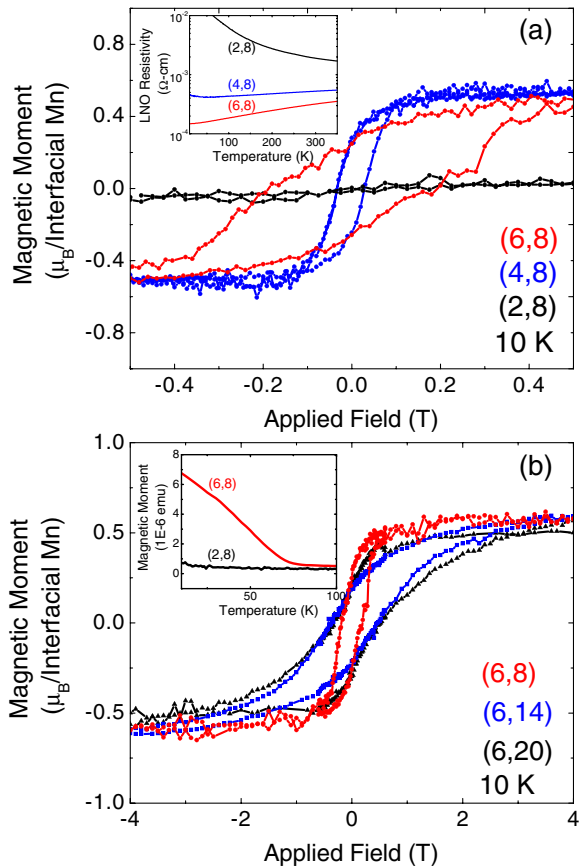 (a)
0.8
0.4
0.0
-0.4
-0.8
Magnetic Moment
(μB/Interfacial Mn)
-0.4 -0.2 0.0 0.2 0.4
Applied Field (T)
(6,8)
(4,8)
(2,8)
10 K
10-2
10-3
10-4
LNO Resistivity
(Ω-cm)
(2,8)
(4,8)
(6,8)
100 200 300
Temperature (K)
(b)
1.0
0.5
0.0
-0.5
-1.0
Magnetic Moment
(μB/Interfacial Mn)
-4 -2 0 2 4
Applied Field (T)
(6,8)
(6,14)
(6,20)
10 K
8
6
4
2
0
Magnetic Moment
(1E-6 emu)
(6,8)
(2,8)
25 50 75 100
Temperature (K)